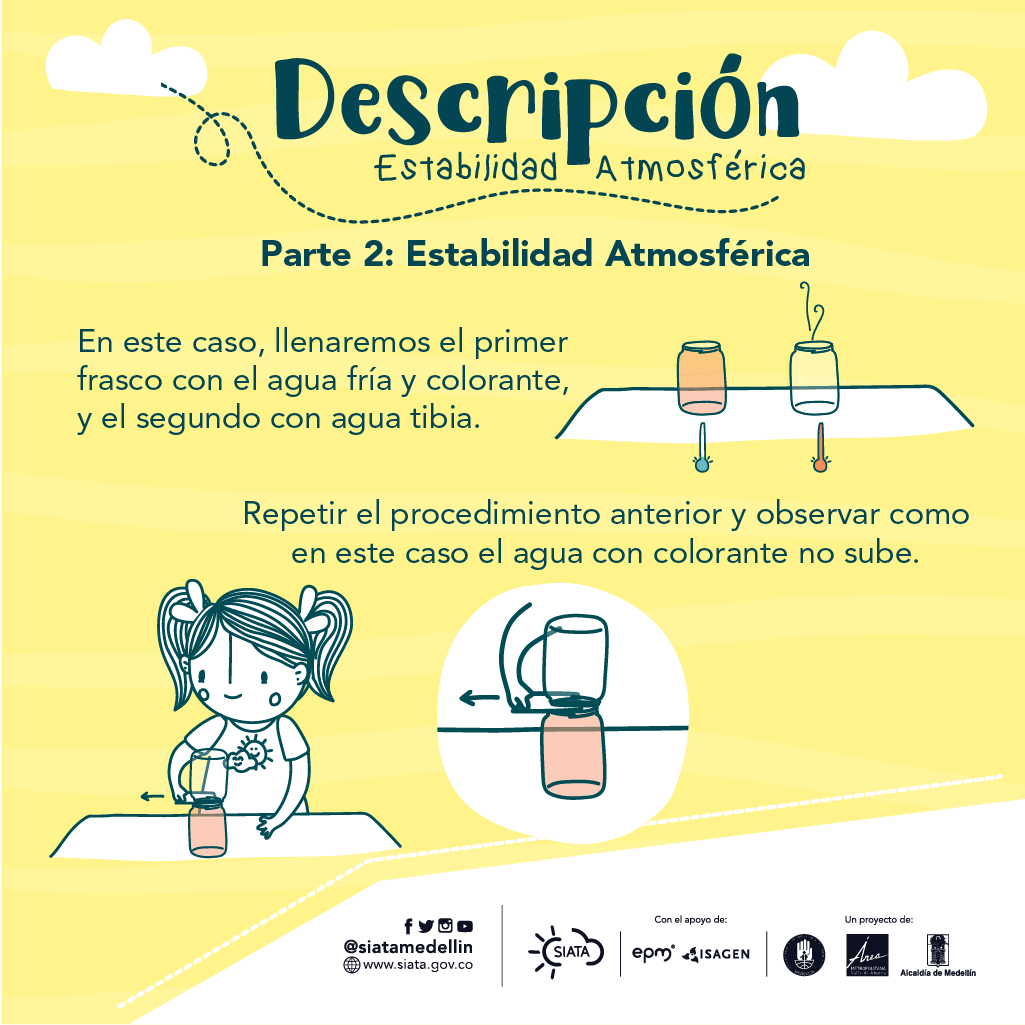 Descripción
Estabilidad Atmosférica
Parte 2: Estabilidad Atmosférica
En este caso, llenaremos el primer
frasco con el agua fría y colorante,
y el segundo con agua tibia.
Repetir el procedimiento anterior y observar como
en este caso el agua con colorante no sube.
@siatamedellin
www.siata.gov.co
SIATA
Con el apoyo de:
epm
ISAGEN
Un proyecto de:
Área
METROPOLITANA
Alcaldía de Medellín